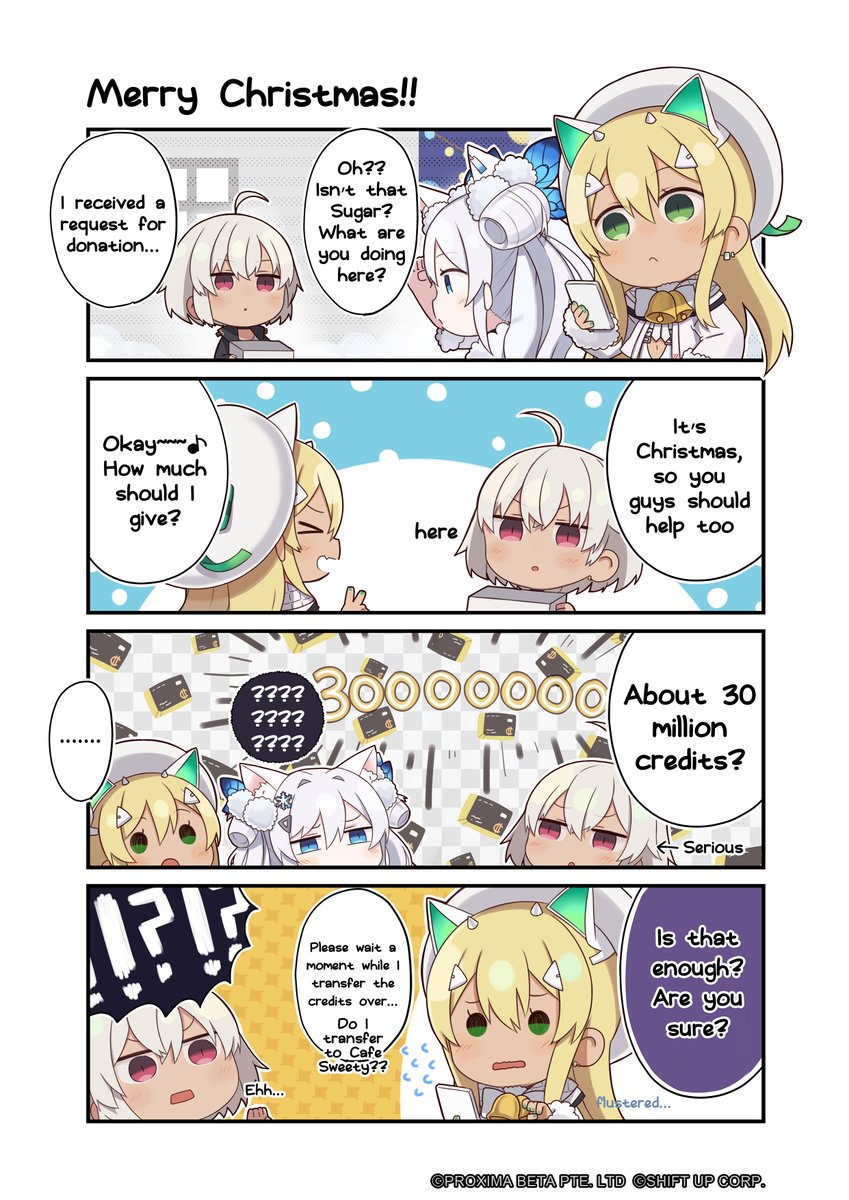 Merry Christmas!!
I received a
request for
donation...
Oh??
Isn't that
Sugar?
What are
you doing
here?
Okay~~~♪
How much
should I
give?
here
It's
Christmas,
so you
guys should
help too
.......
????
????
????
30000000
About 30
million
credits?
← Serious
!!?!?
Ehh...
Please wait a
moment while I
transfer the
credits over...
Do I
transfer
to Cafe
Sweety??
Is that
enough?
Are you
sure?
flustered...
©PROXIMA BETA PTE. LTD ©SHIFT UP CORP.